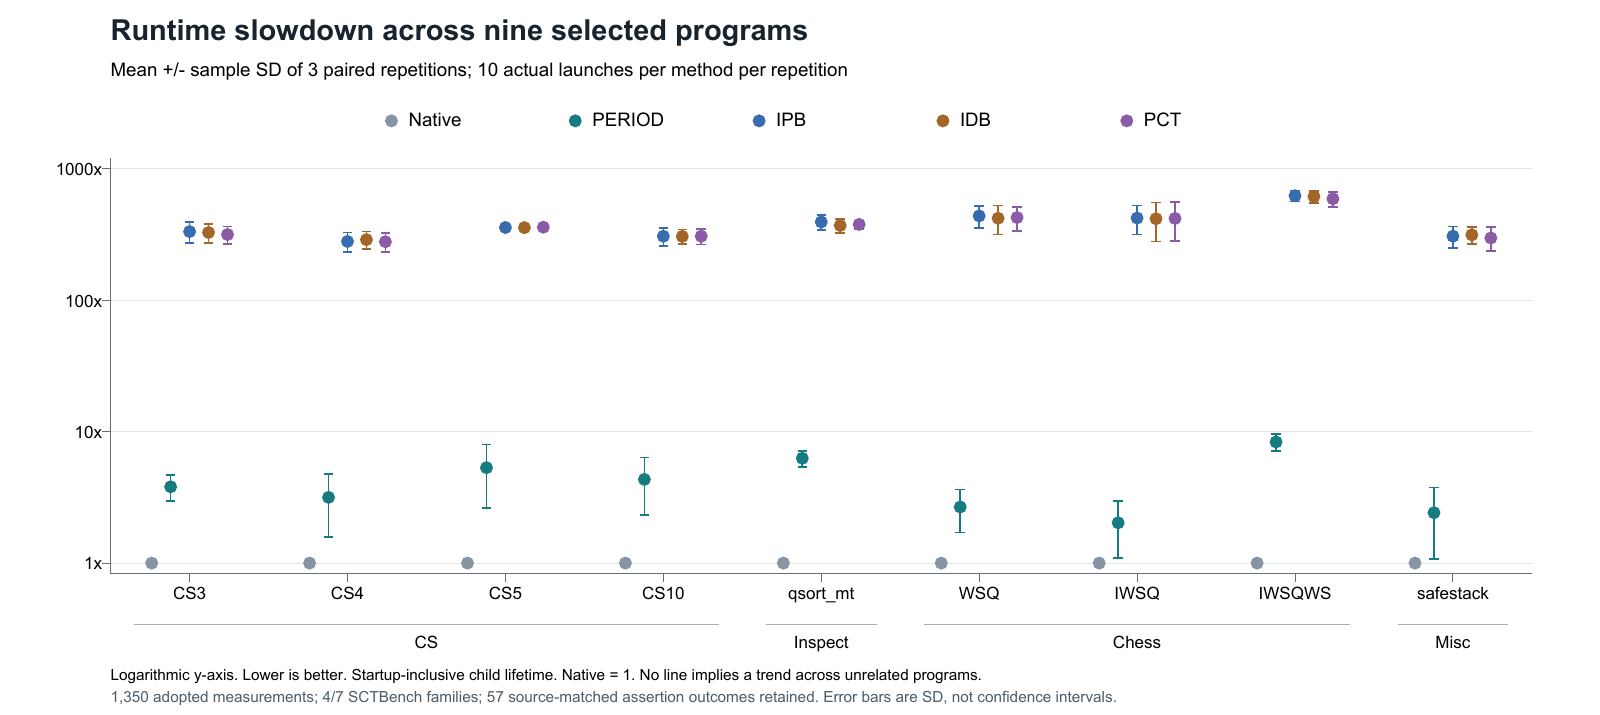 Runtime slowdown across nine selected programs
Mean +/- sample SD of 3 paired repetitions; 10 actual launches per method per repetition
Native PERIOD IPB IDB PCT
1000x
100x
10x
1x
CS3 CS4 CS5 CS10 qsort_mt WSQ IWSQ IWSQWS safestack
CS Inspect Chess Misc
Logarithmic y-axis. Lower is better. Startup-inclusive child lifetime. Native = 1. No line implies a trend across unrelated programs.
1,350 adopted measurements; 4/7 SCTBench families; 57 source-matched assertion outcomes retained. Error bars are SD, not confidence intervals.